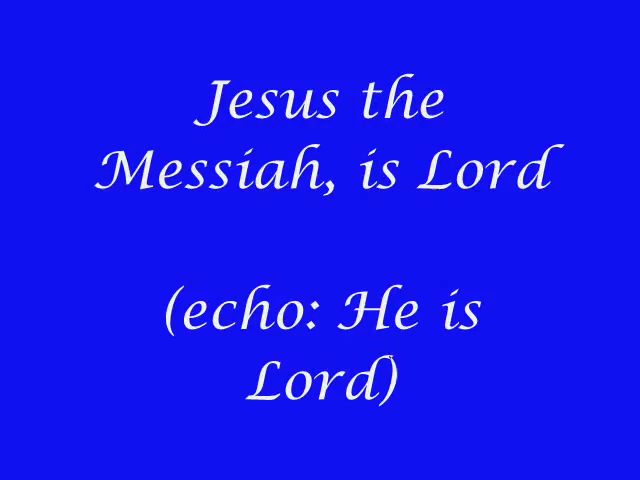 Jesus the
Messiah, is Lord
(echo: He is
Lord)